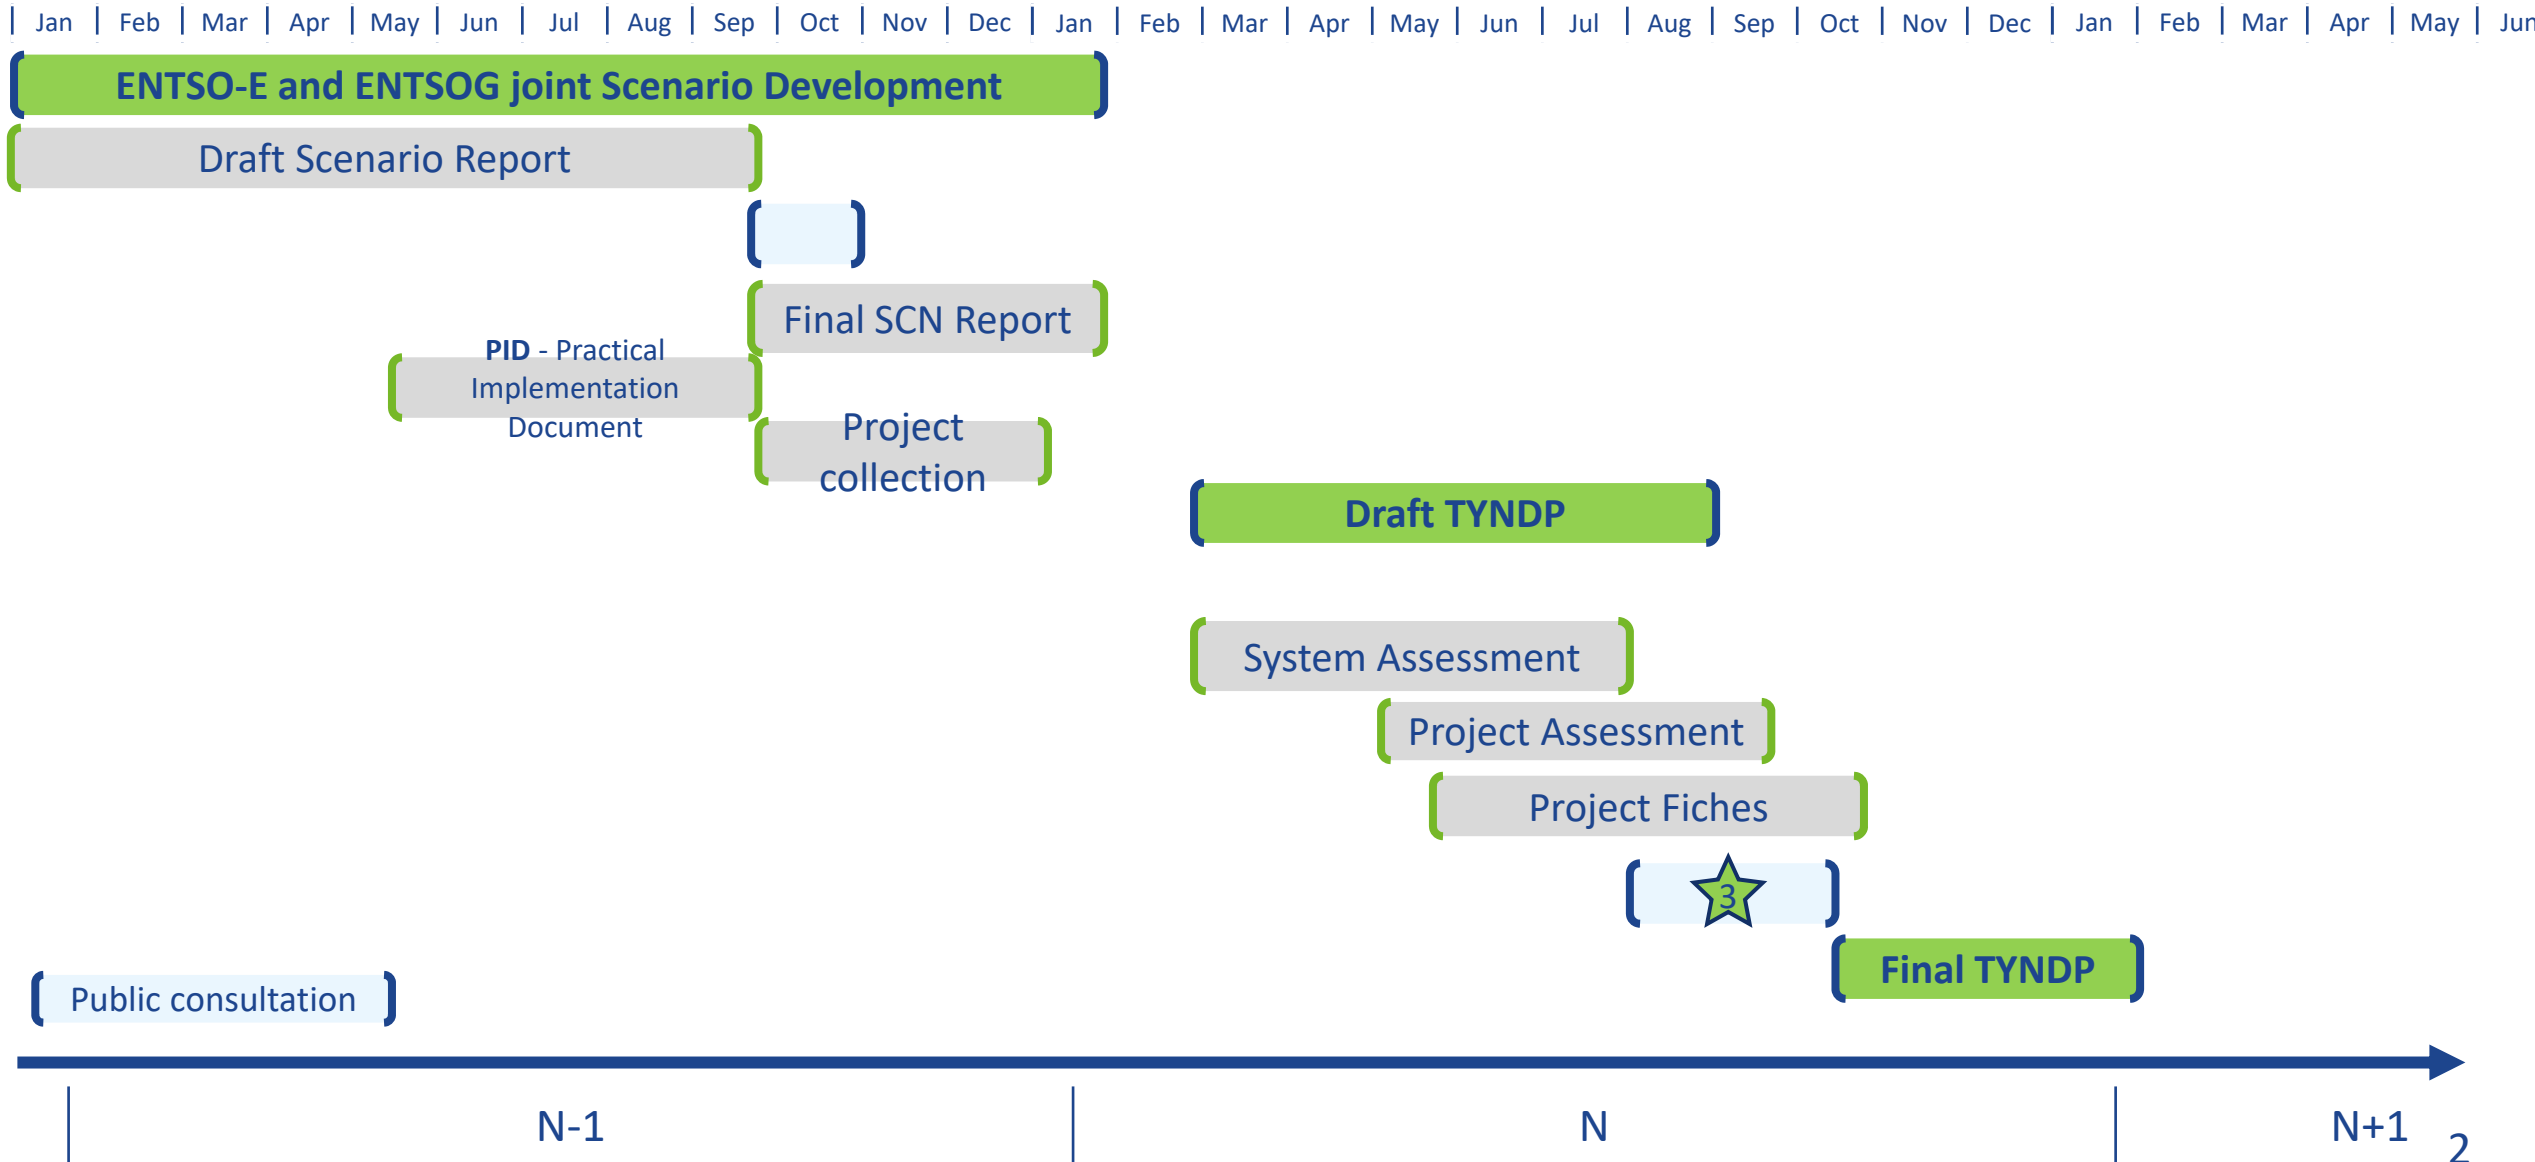 | Jan | Feb | Mar | Apr | May | Jun | Jul | Aug | Sep | Oct | Nov | Dec | Jan | Feb | Mar | Apr | May | Jun | Jul | Aug | Sep | Oct | Nov | Dec | Jan | Feb | Mar | Apr | May | Jun
ENTSO-E and ENTSOG joint Scenario Development
Draft Scenario Report
Final SCN Report
PID - Practical
Implementation
Document
Project
collection
Draft TYNDP
System Assessment
Project Assessment
Project Fiches
3
Final TYNDP
Public consultation
N-1
N
N+1
2